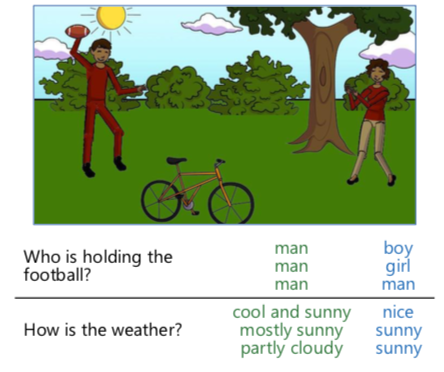 Who is holding the
football?
man
man
man
boy
girl
man
How is the weather?
cool and sunny
mostly sunny
partly cloudy
nice
sunny
sunny